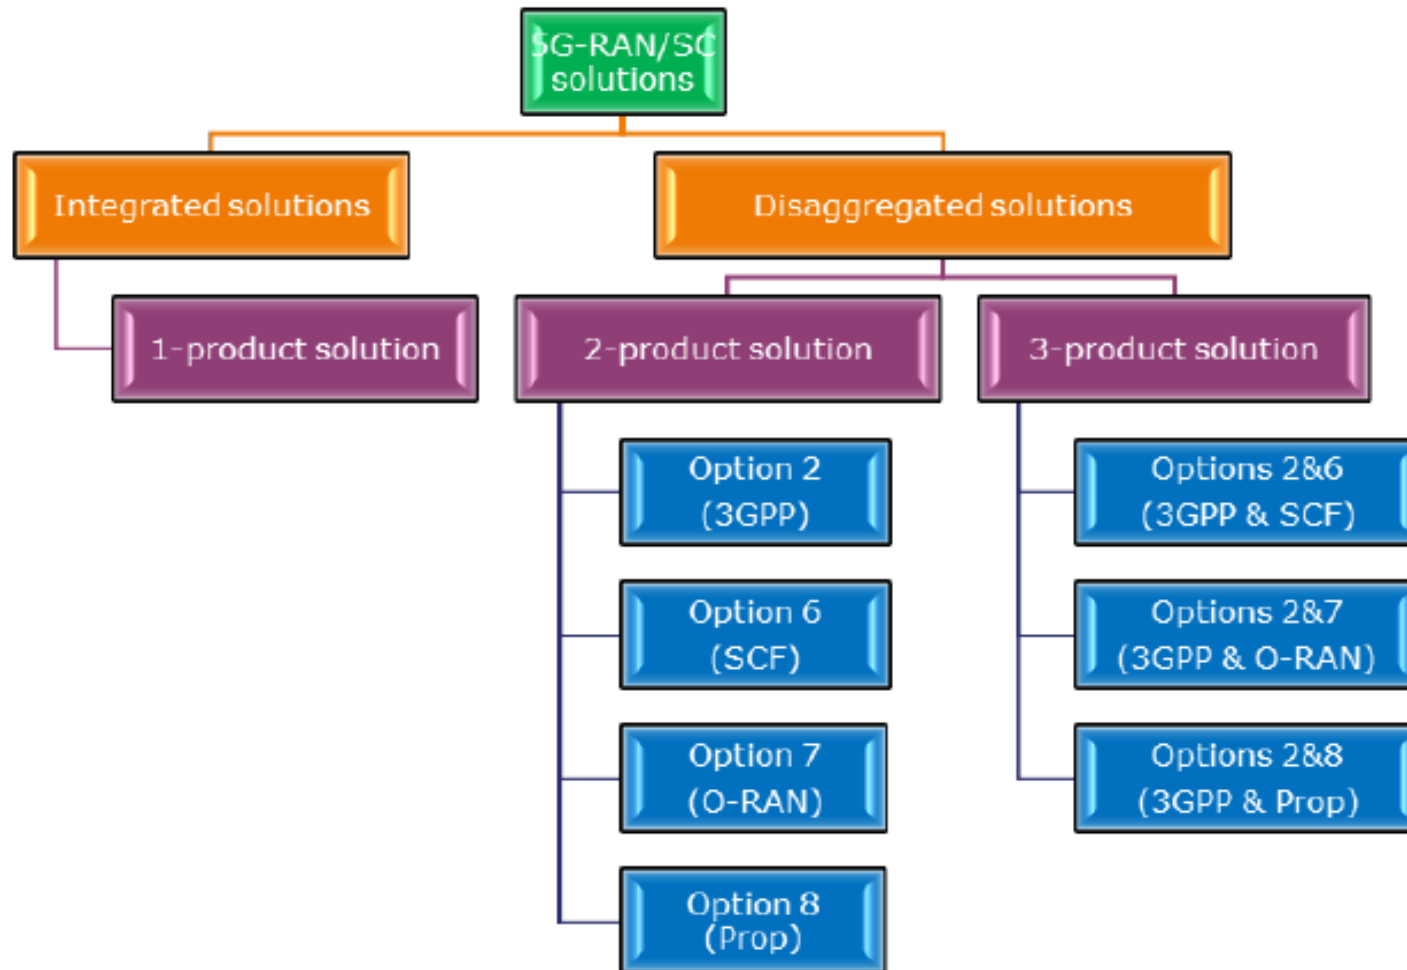 5G-RAN/SC
solutions
Integrated solutions
Disaggregated solutions
1-product solution
2-product solution
3-product solution
Option 2
(3GPP)
Option 6
(SCF)
Option 7
(O-RAN)
Option 8
(Prop)
Options 2&6
(3GPP & SCF)
Options 2&7
(3GPP & O-RAN)
Options 2&8
(3GPP & Prop)